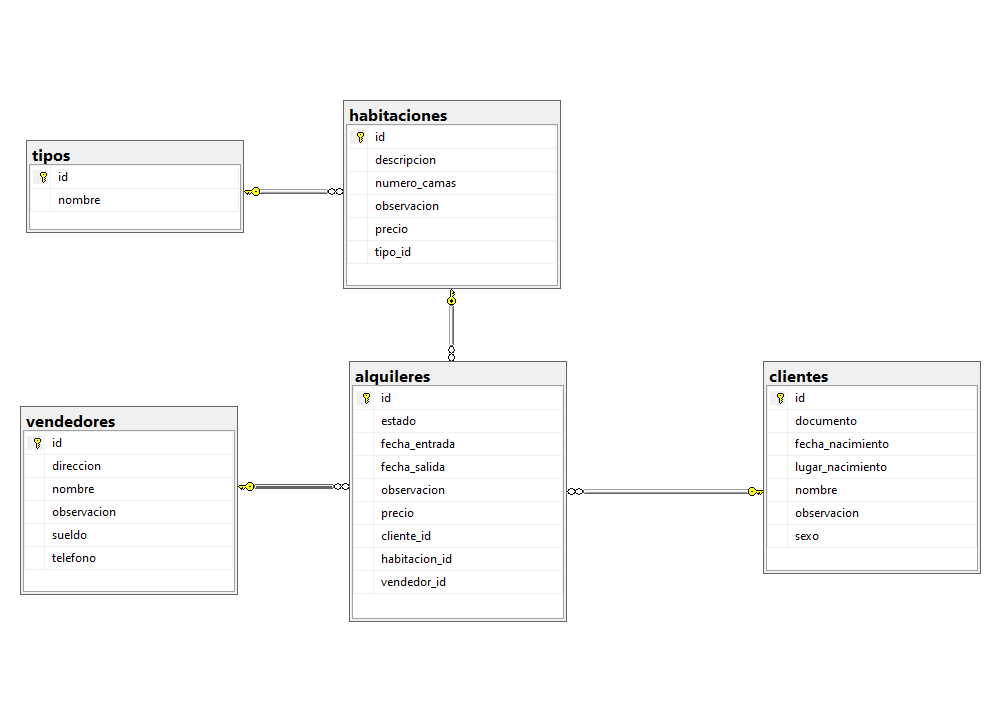 tipos
id
nombre
habitaciones
id
descripcion
numero_camas
observacion
precio
tipo_id
vendedores
id
direccion
nombre
observacion
sueldo
telefono
alquileres
id
estado
fecha_entrada
fecha_salida
observacion
precio
cliente_id
habitacion_id
vendedor_id
clientes
id
documento
fecha_nacimiento
lugar_nacimiento
nombre
observacion
sexo